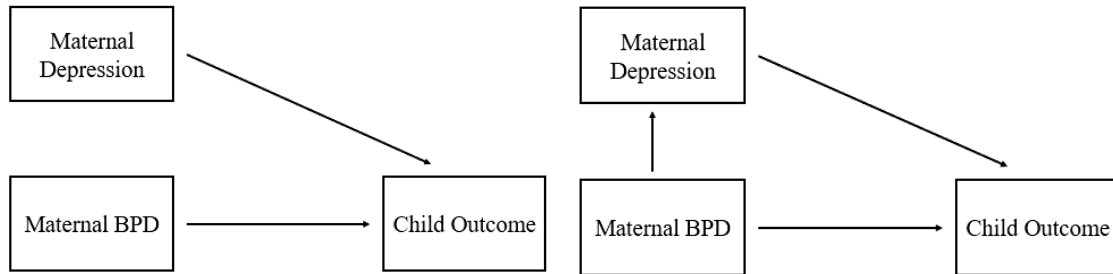 Maternal
Depression
Maternal BPD
Child Outcome
Maternal
Depression
Maternal BPD
Child Outcome